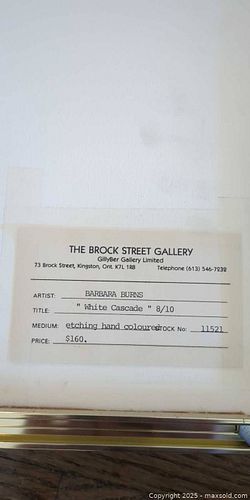 THE BROCK STREET GALLERY
GillyBer Gallery Limited
73 Brock Street, Kingston, Ont. K7L 1R8 Telephone (613) 546-7239
ARTIST: BARBARA BURNS
TITLE: "White Cascade" 8/10
MEDIUM: etching hand coloured STOCK No: 11521
PRICE: $160.
Copyright © 2025 - maxsold.com